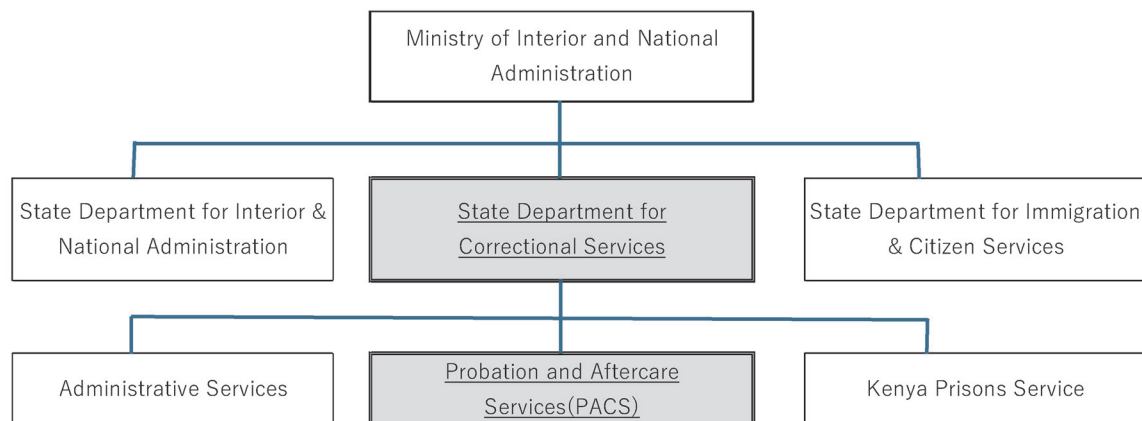 Ministry of Interior and National
Administration
State Department for Interior &
National Administration
State Department for
Correctional Services
State Department for Immigration
& Citizen Services
Administrative Services
Probation and Aftercare
Services(PACS)
Kenya Prisons Service